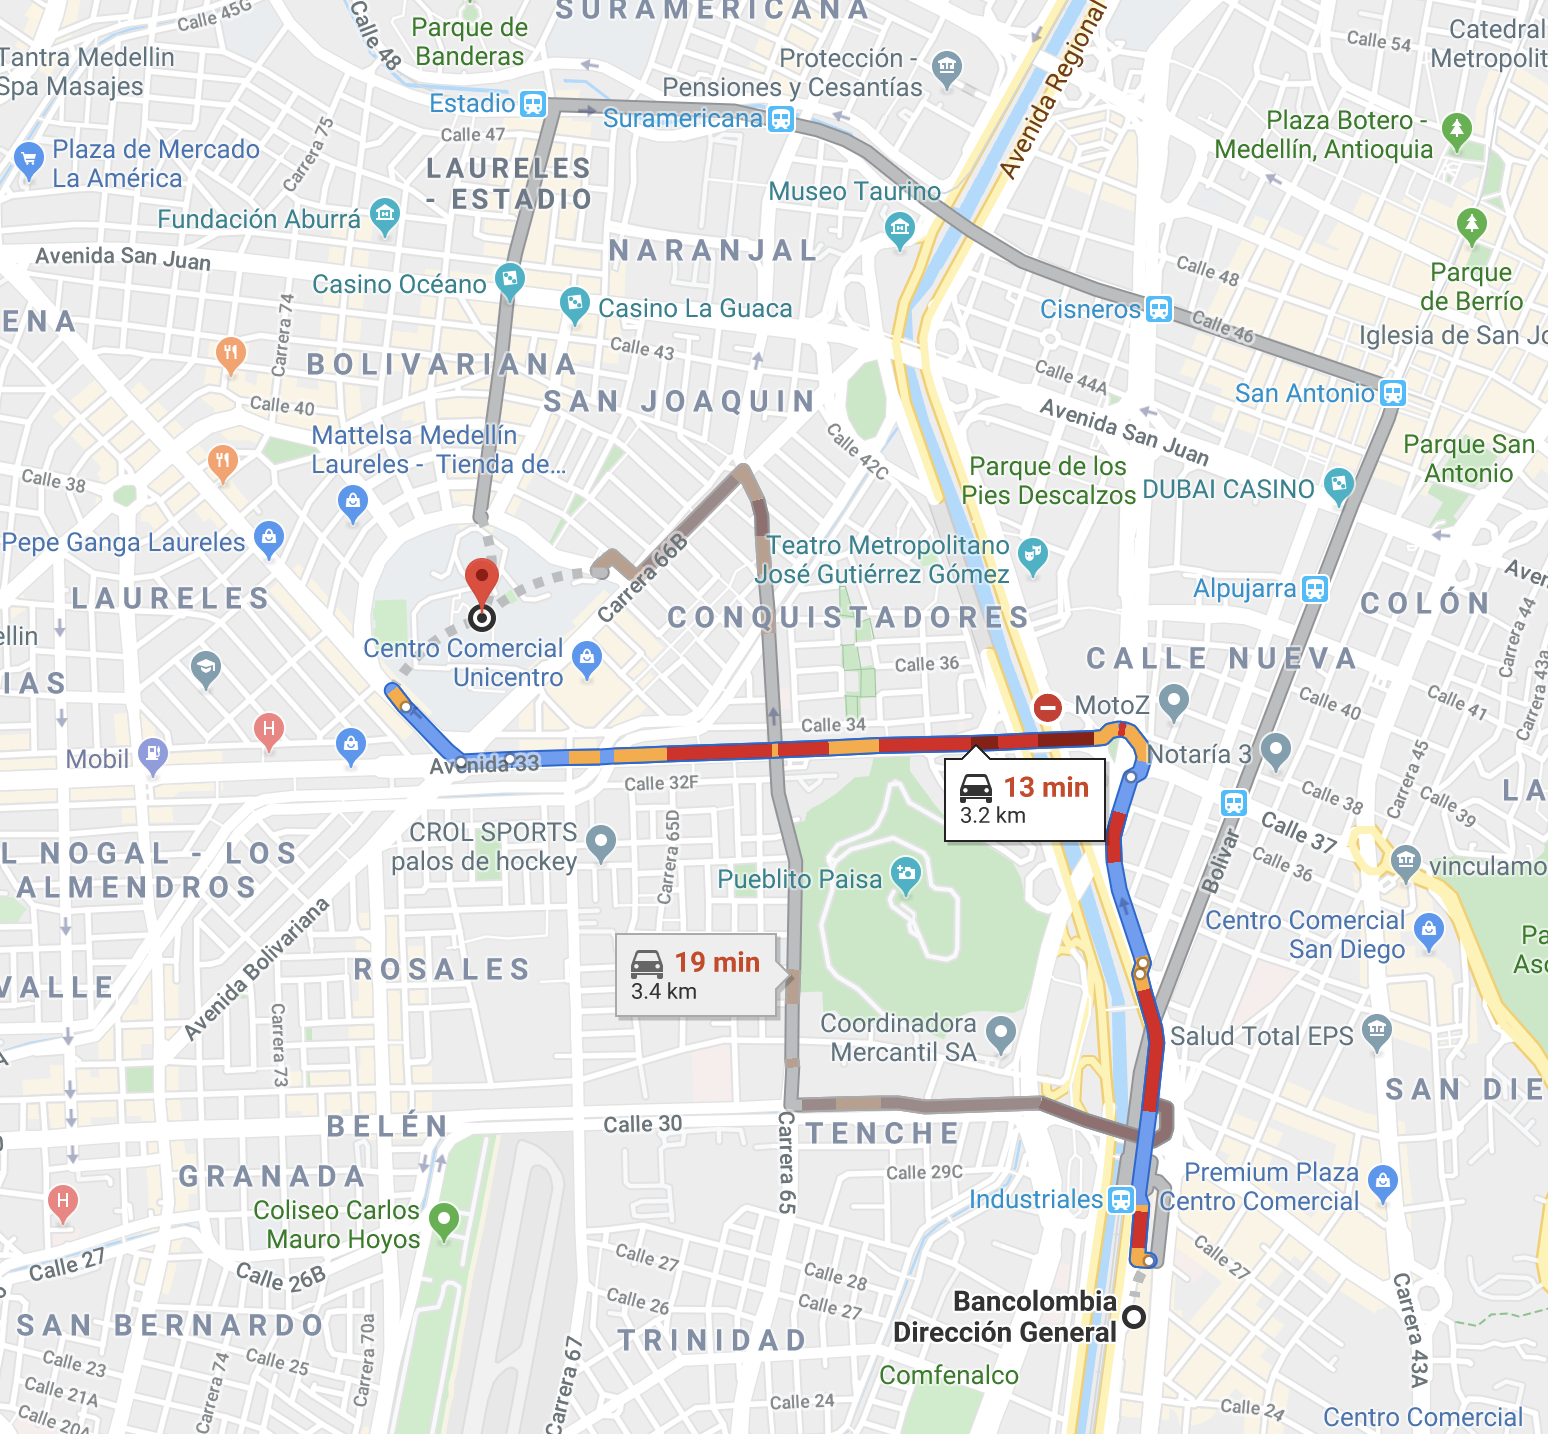 SURAMERICANA
Calle 45G
Calle 48
Parque de
Banderas
Tantra Medellin
Spa Masajes
Protección -
Pensiones y Cesantías
Avenida Regional
Calle 54
Catedral
Metropolit
Estadio
Suramericana
Calle 47
Carrera 75
Plaza de Mercado
La América
LAURELES
- ESTADIO
Plaza Botero -
Medellín, Antioquia
Museo Taurino
Fundación Aburrá
Avenida San Juan
NARANJAL
Casino Océano
Casino La Guaca
Calle 48
Parque
de Berrío
Cisneros
Calle 46
Iglesia de San Jo
ENA
Carrera 74
BOLIVARIANA
Calle 43
SAN JOAQUIN
Calle 44A
Avenida San Juan
San Antonio
Calle 40
Mattelsa Medellín
Laureles - Tienda de...
Calle 42C
Parque de los
Pies Descalzos
Parque San
Antonio
DUBAI CASINO
Calle 38
Pepe Ganga Laureles
Teatro Metropolitano
José Gutiérrez Gómez
Carrera 66B
Alpujarra
Aven
COLÓN
LAURELES
CONQUISTADORES
Carrera 44
Carrera 43a
ellin
Centro Comercial
Unicentro
Calle 36
CALLE NUEVA
IAS
MotoZ
Calle 40
Calle 41
Mobil
Calle 34
Avenida 33
Notaría 3
Calle 32F
13 min
3.2 km
Carrera 45
Calle 38
Calle 39
LA
Calle 37
Calle 36
Bolivar
vinculamo
CROL SPORTS
palos de hockey
Carrera 65D
L NOGAL - LOS
ALMENDROS
Pueblito Paisa
Centro Comercial
San Diego
Pa
Aso
Avenida Bolivariana
ROSALES
19 min
3.4 km
VALLE
Carrera 73
Coordinadora
Mercantil SA
Salud Total EPS
SAN DIE
BELÉN
Calle 30
Carrera 65
TENCHE
GRANADA
Calle 29C
Industriales
Premium Plaza
Centro Comercial
Coliseo Carlos
Mauro Hoyos
Calle 27
Calle 26B
Calle 27
Calle 28
Calle 27
Calle 26
Calle 27
Bancolombia
Dirección General
SAN BERNARDO
Carrera 70a
TRINIDAD
Carrera 43A
Calle 23
Calle 25
Carrera 74
Carrera 67
Comfenalco
Calle 21A
Calle 20A
Calle 24
Calle 24
Centro Comercial